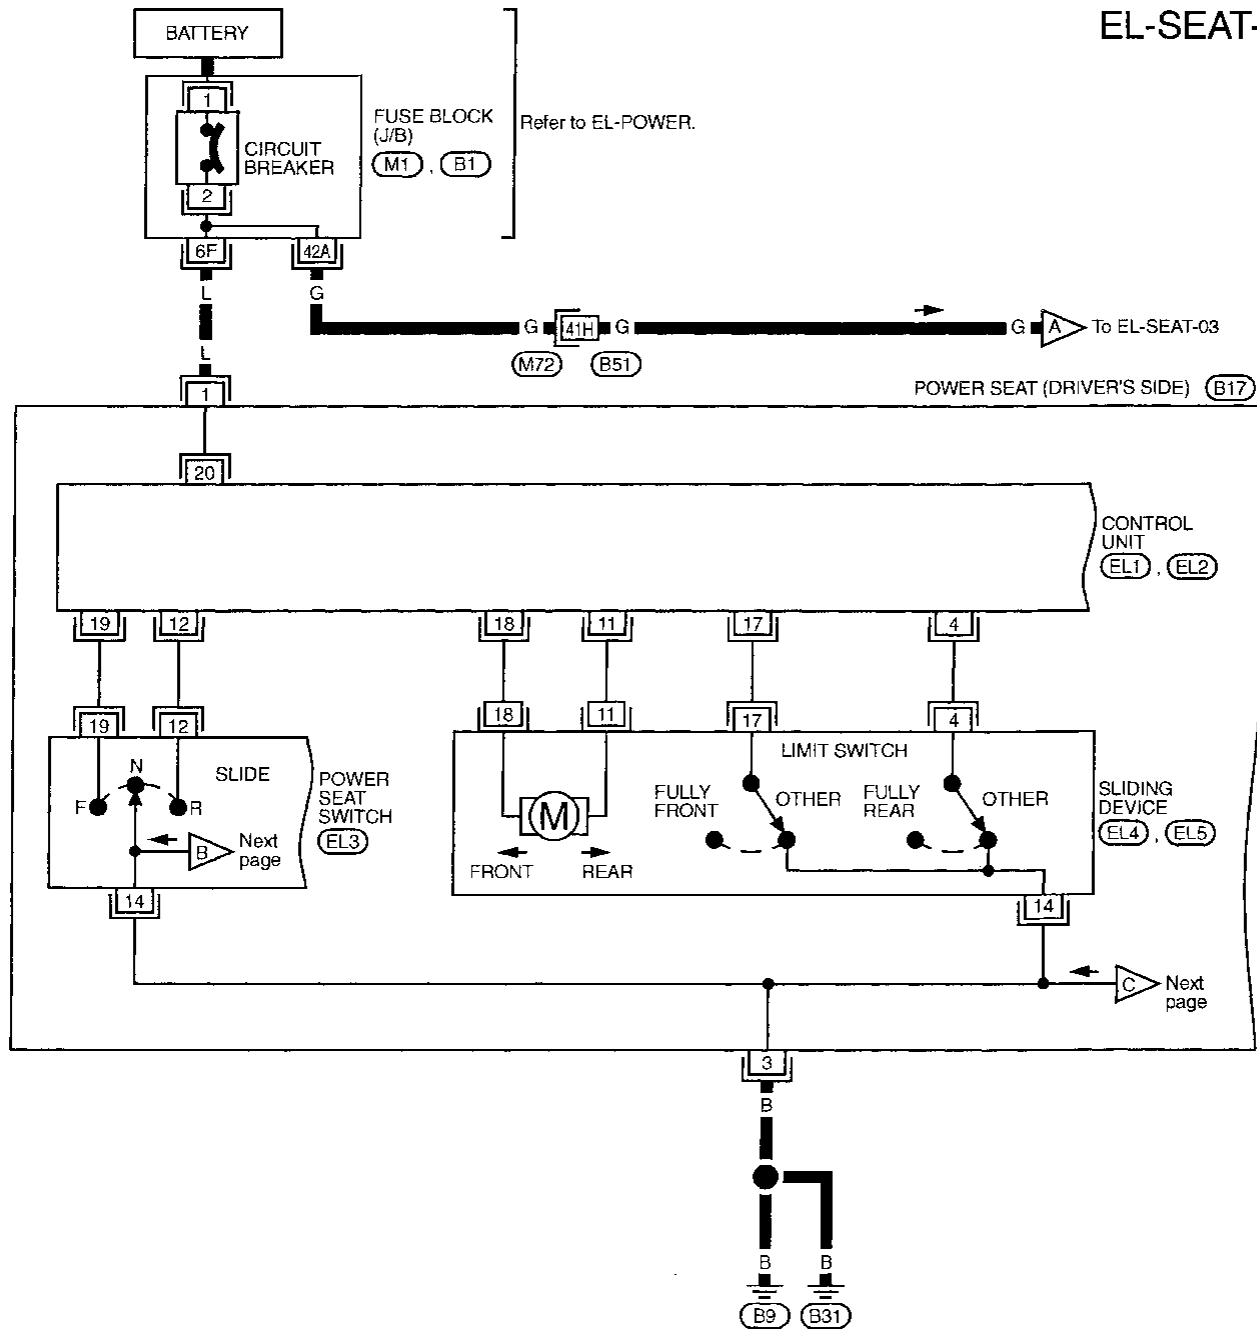 EL-SEAT-
BATTERY
1
CIRCUIT
BREAKER
2
FUSE BLOCK
(J/B)
M1 , B1
Refer to EL-POWER.
6F
42A
L
G
G
41H
G
G
A
To EL-SEAT-03
M72
B51
L
1
POWER SEAT (DRIVER'S SIDE)
B17
20
CONTROL
UNIT
EL1 , EL2
19
12
18
11
17
4
19
12
18
11
17
4
SLIDE
N
F
R
B
Next
page
POWER
SEAT
SWITCH
EL3
LIMIT SWITCH
M
FRONT
REAR
FULLY
FRONT
OTHER
FULLY
REAR
OTHER
SLIDING
DEVICE
EL4 , EL5
14
14
C
Next
page
3
B
B
B
B9
B31